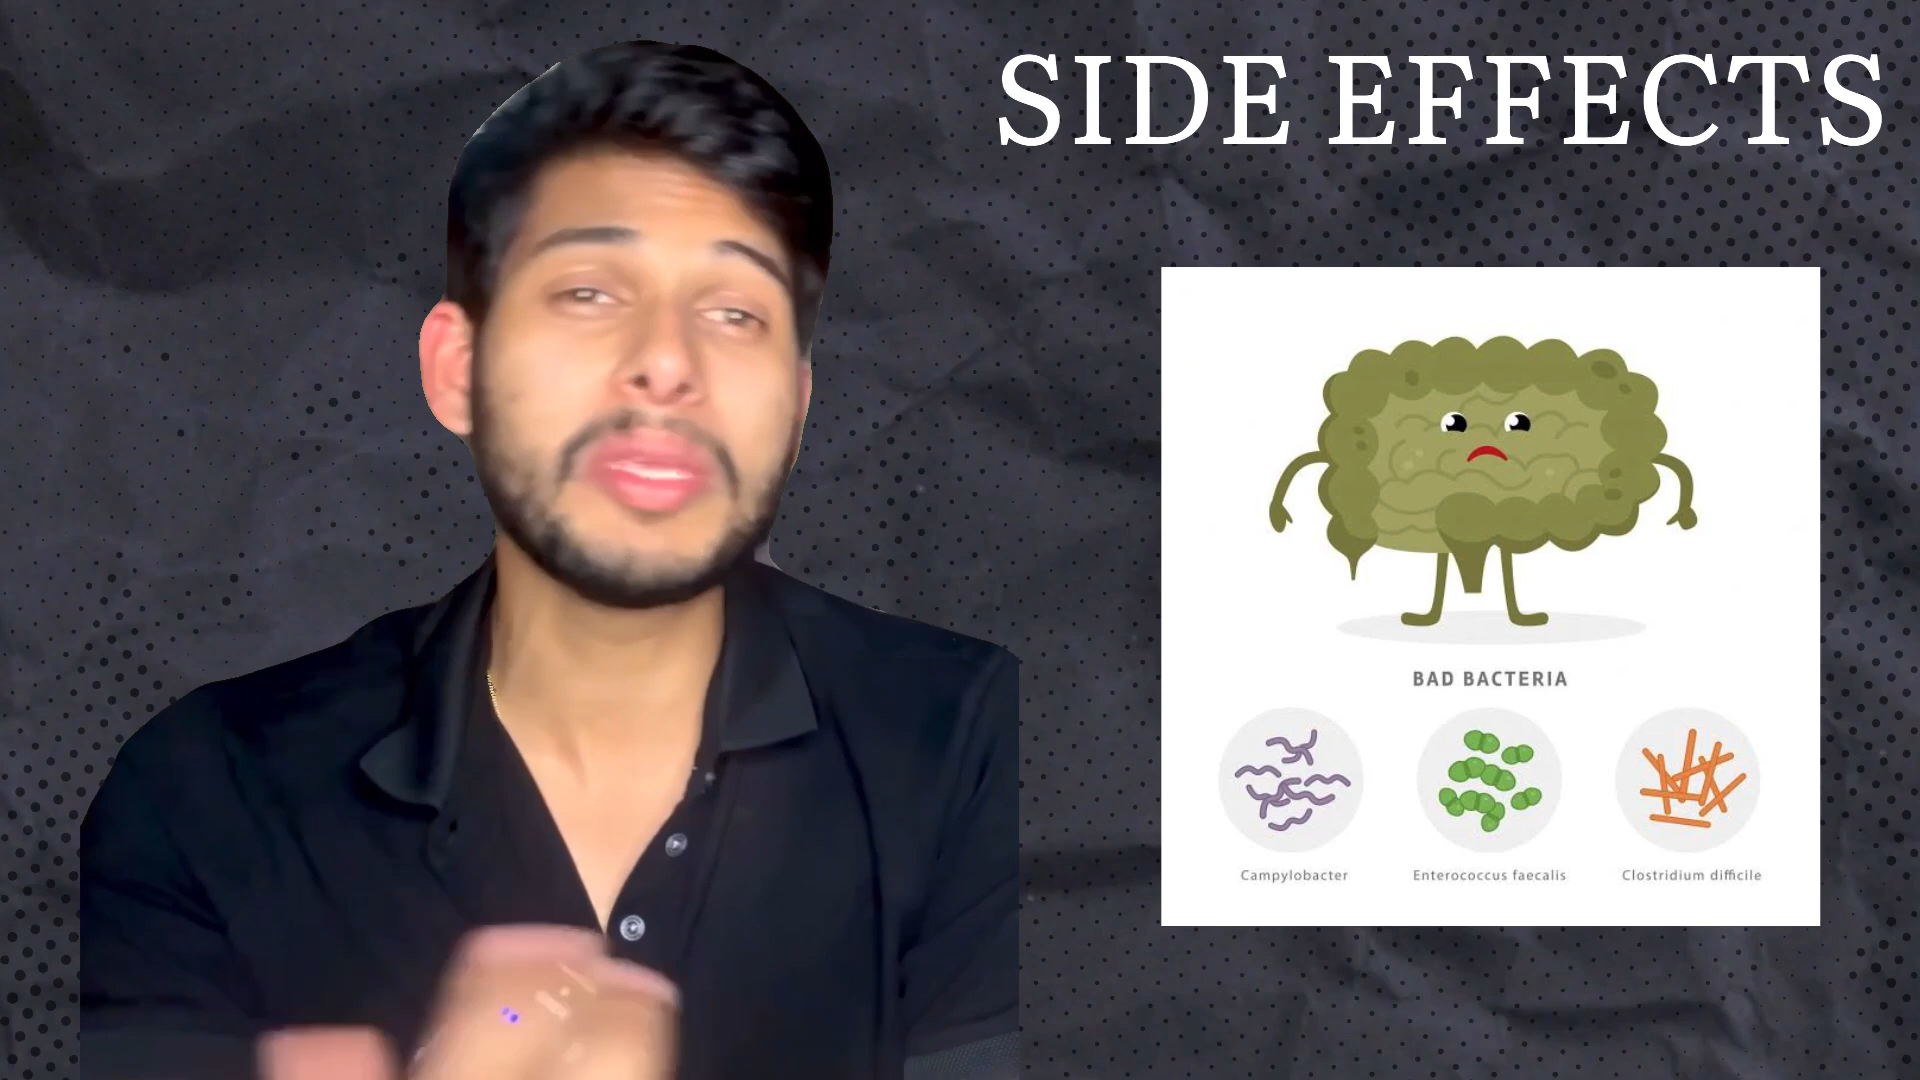 SIDE EFFECTS
BAD BACTERIA
Campylobacter
Enterococcus faecalis
Clostridium difficile